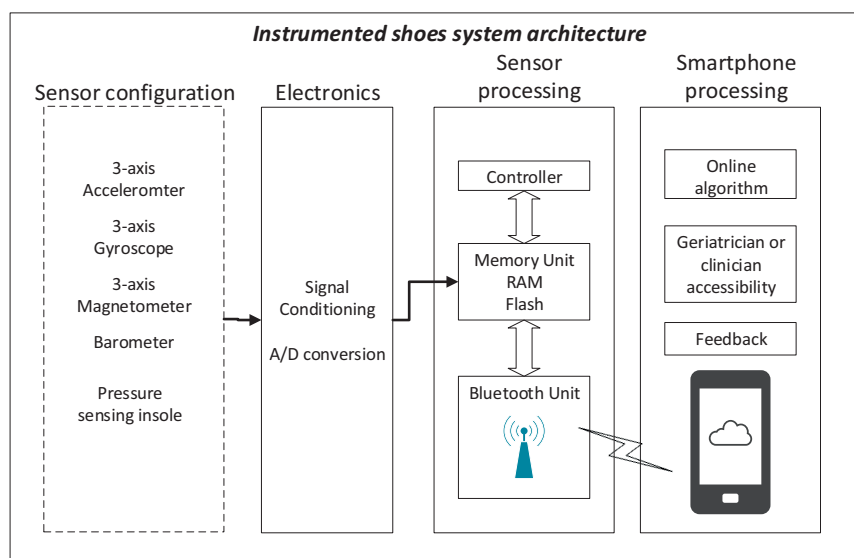 Instrumented shoes system architecture
Sensor configuration
3-axis
Acceleromter
3-axis
Gyroscope
3-axis
Magnetometer
Barometer
Pressure
sensing insole
Electronics
Signal
Conditioning
A/D conversion
Sensor
processing
Controller
Memory Unit
RAM
Flash
Bluetooth Unit
Smartphone
processing
Online
algorithm
Geriatrician or
clinician
accessibility
Feedback